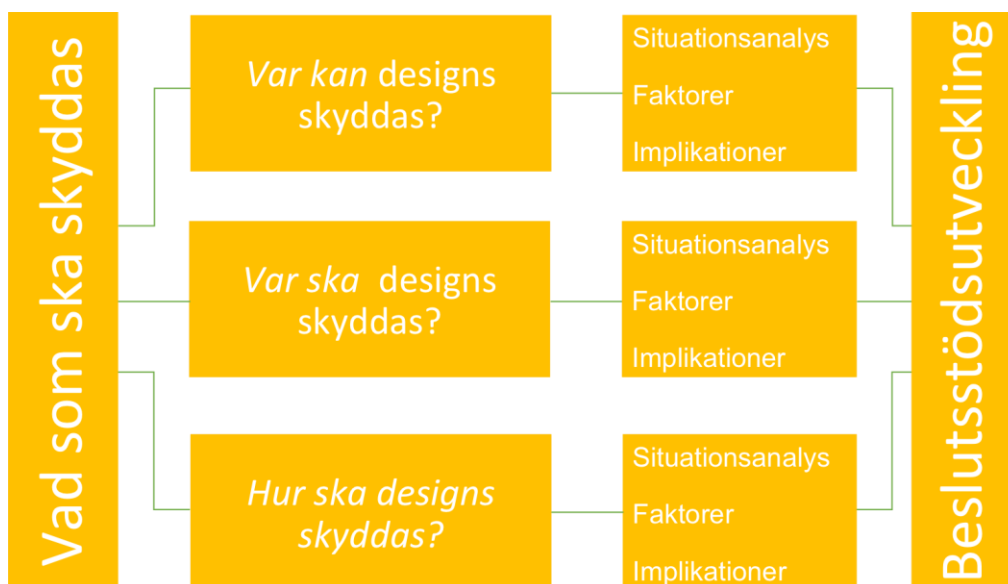 Vad som ska skyddas
Var kan designs
skyddas?
Situationsanalys
Faktorer
Implikationer
Var ska designs
skyddas?
Situationsanalys
Faktorer
Implikationer
Hur ska designs
skyddas?
Situationsanalys
Faktorer
Implikationer
Beslutsstödsutveckling